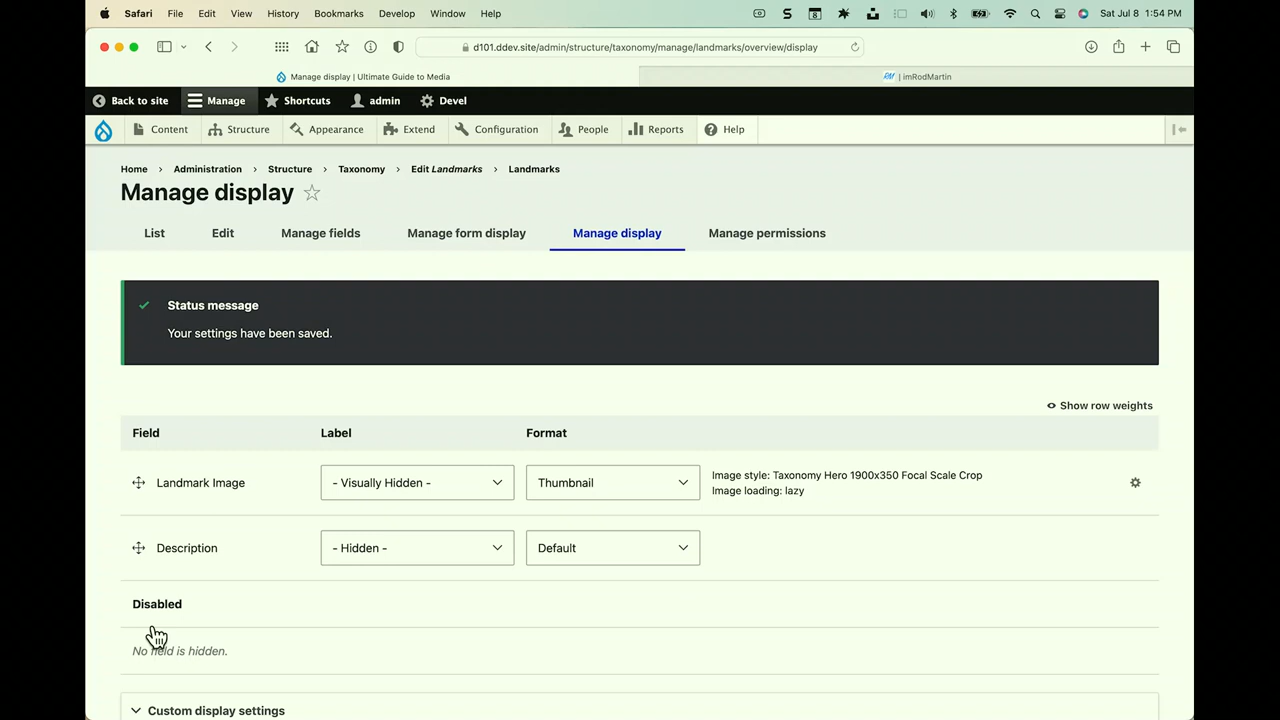 Safari File Edit View History Bookmarks Develop Window Help Sat Jul 8 1:54 PM
d101.ddev.site/admin/structure/taxonomy/manage/landmarks/overview/display
Manage display | Ultimate Guide to Media
| imRodMartin
Back to site Manage Shortcuts admin Devel
Content Structure Appearance Extend Configuration People Reports Help
Home › Administration › Structure › Taxonomy › Edit Landmarks › Landmarks
Manage display
List Edit Manage fields Manage form display Manage display Manage permissions
Status message
Your settings have been saved.
Show row weights
Field Label Format
Landmark Image - Visually Hidden - Thumbnail Image style: Taxonomy Hero 1900x350 Focal Scale Crop
Image loading: lazy
Description - Hidden - Default
Disabled
No field is hidden.
Custom display settings